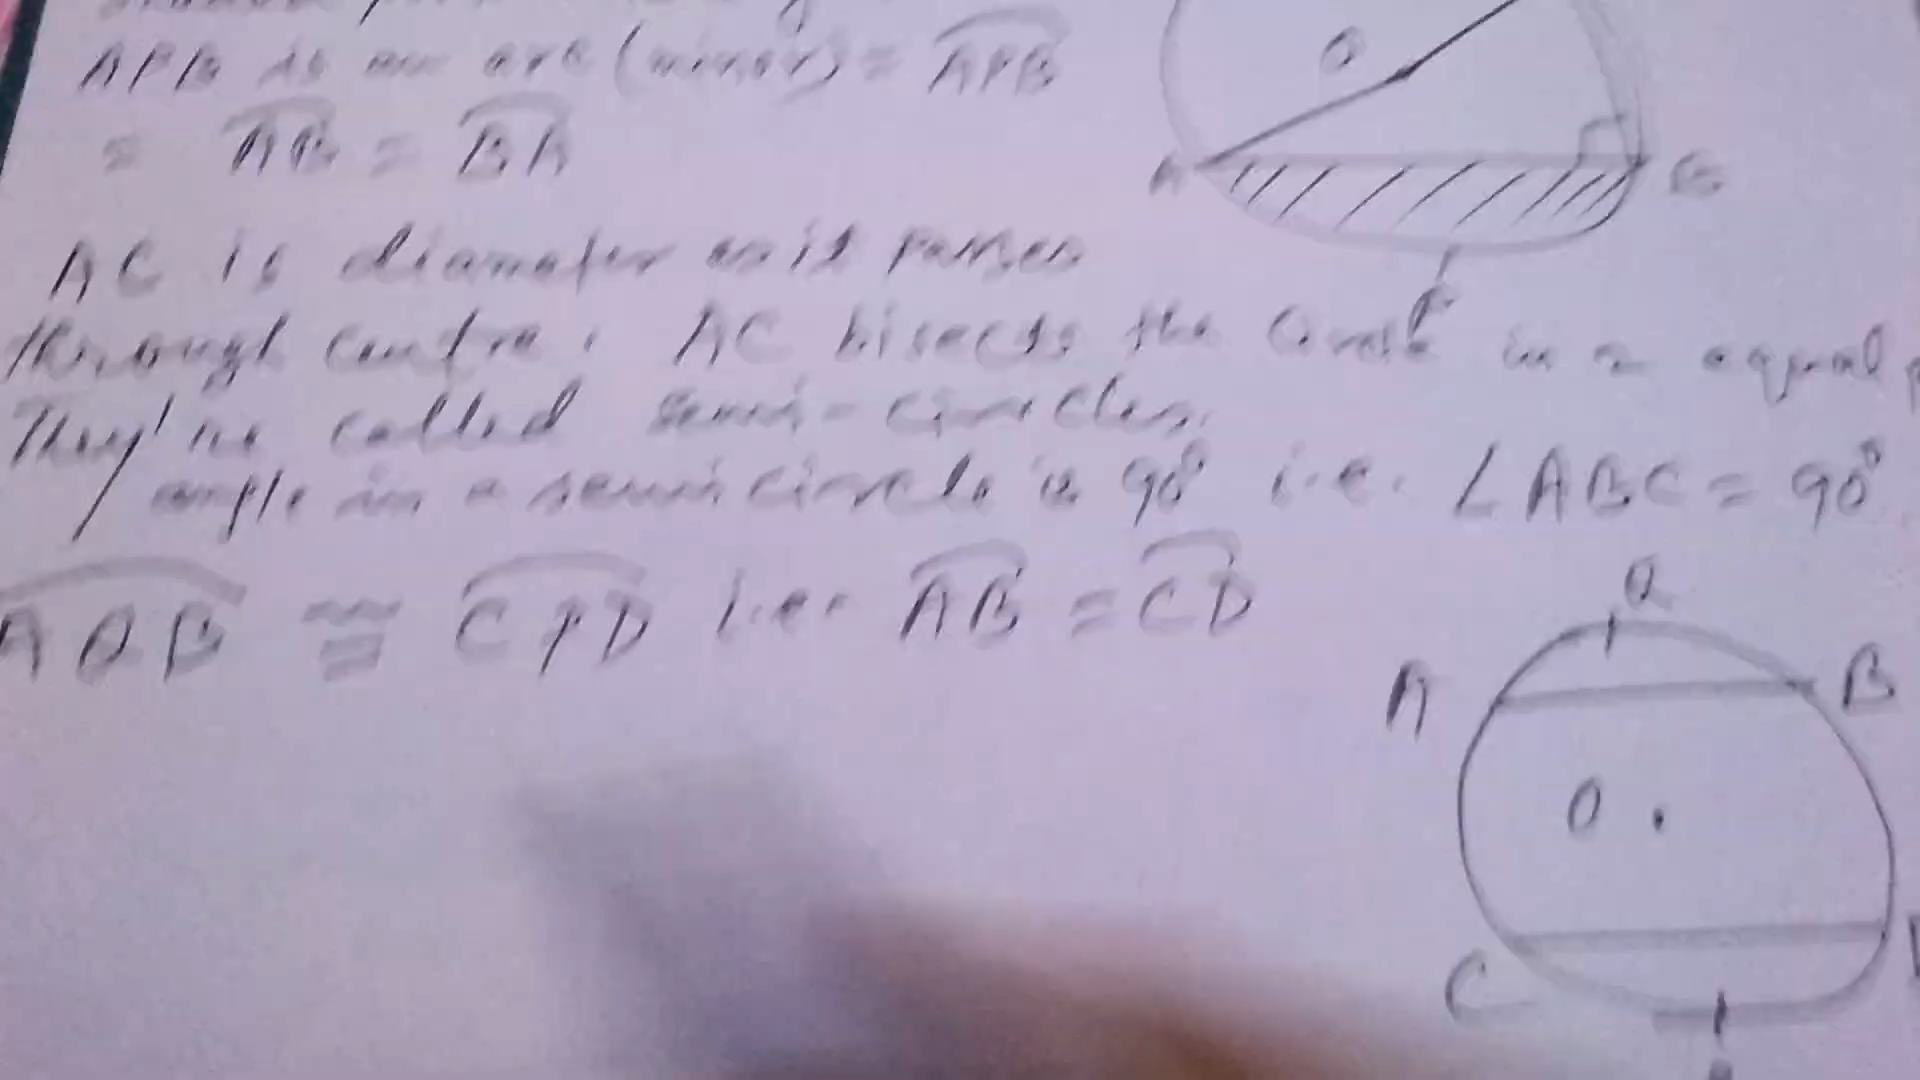 APB is an arc (minor) = APB
= AB = BA
AC is diameter as it passes
through centre. AC bisects the circle in 2 equal
They're called semi-circles.
angle in a semicircle is 90° i.e. ∠ABC = 90°
AQB ≅ CPD i.e. AB = CD
O
A
B
P
Q
A
B
O
C